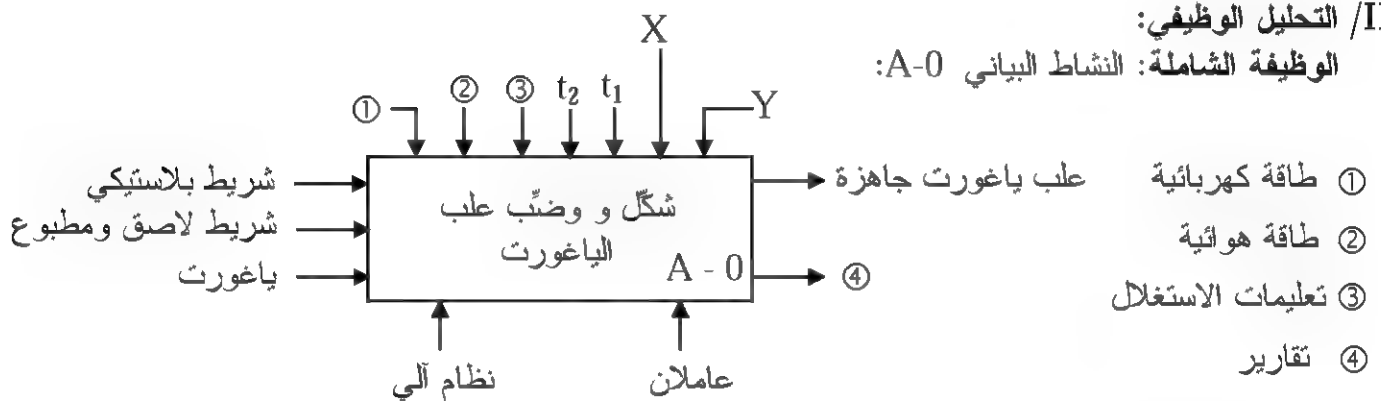 II/ التحليل الوظيفي:
الوظيفة الشاملة: النشاط البياني A-0:
X
① ② ③ t₂ t₁ Y
شريط بلاستيكي
شريط لاصق ومطبوع
ياغورت
شكّل و وضّب علب
الياغورت
A - 0
علب ياغورت جاهزة
④
نظام آلي
عاملان
① طاقة كهربائية
② طاقة هوائية
③ تعليمات الاستغلال
④ تقارير